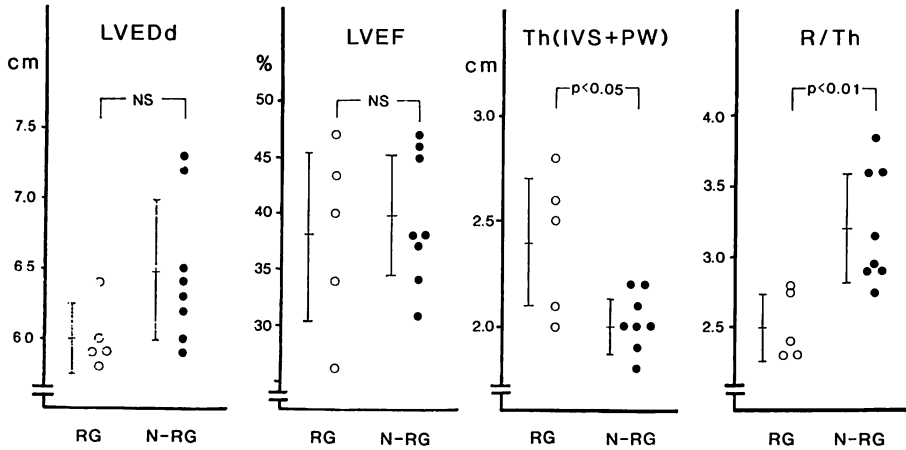 LVEDd
cm
NS
7.5
7.0
6.5
6.0
RG N-RG
LVEF
%
NS
50
45
40
35
30
RG N-RG
Th(IVS+PW)
cm
p<0.05
3.0
2.5
2.0
RG N-RG
R/Th
p<0.01
4.0
3.5
3.0
2.5
RG N-RG